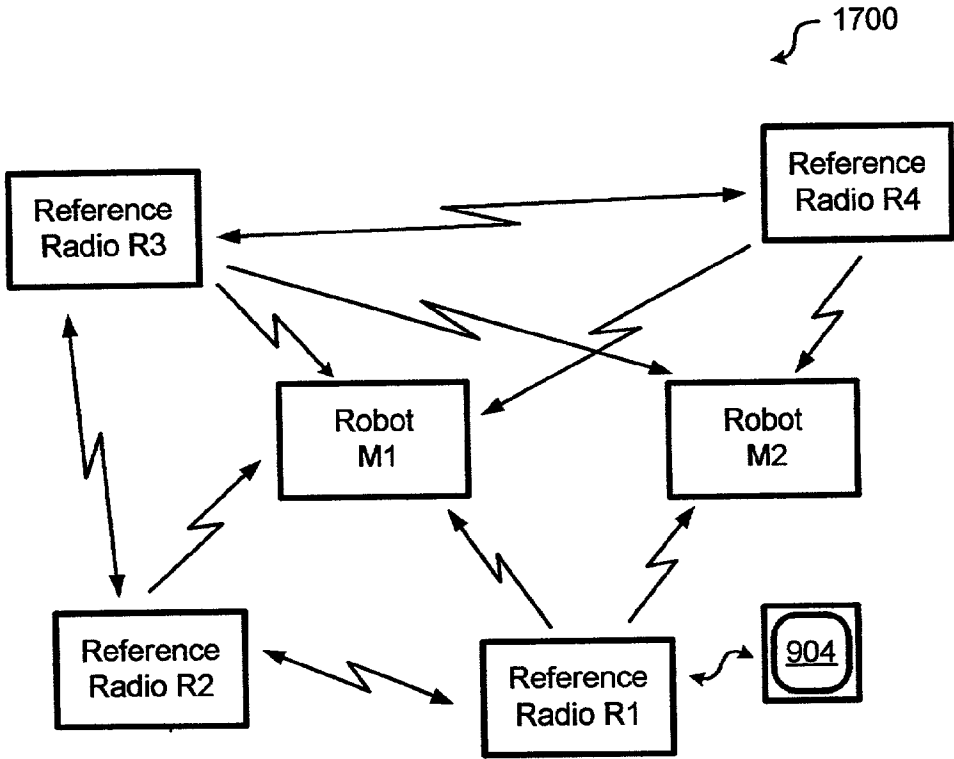 1700
Reference
Radio R4
Reference
Radio R3
Robot
M1
Robot
M2
Reference
Radio R2
Reference
Radio R1
904